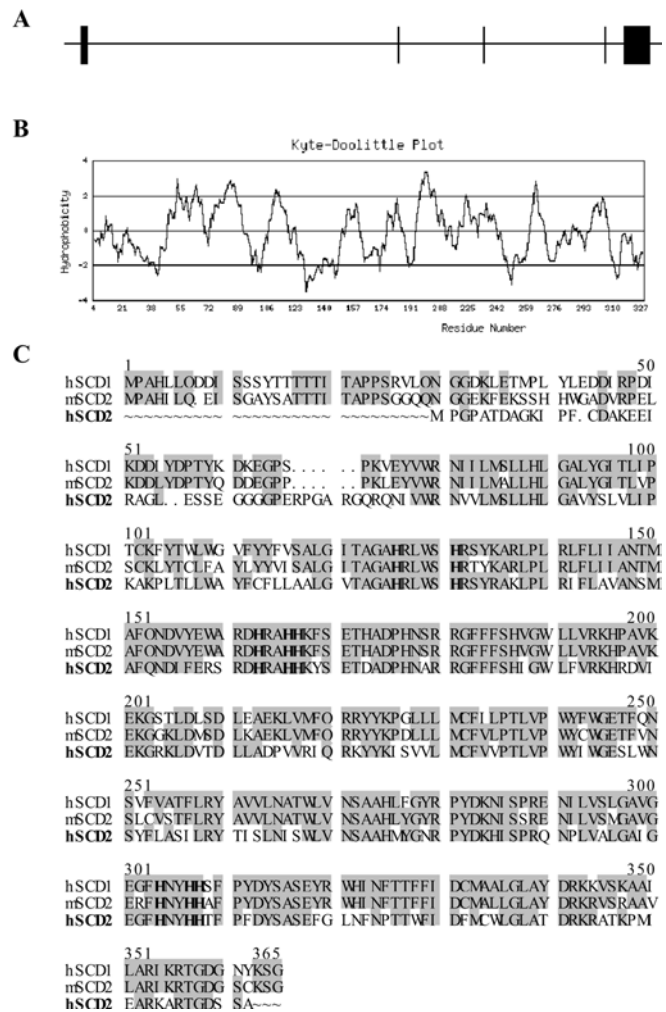 A
B
Kyte-Doolittle Plot
Hydrophobicity
4
2
0
-2
-4
4 21 38 55 72 89 106 123 140 157 174 191 208 225 242 259 276 293 310 327
Residue Number
C
1 50
hSCD1 MPAHLLQDDI SSSYTTTTTI TAPPSRVLQN GGDKLETMPL YLEDDIRPDI
mSCD2 MPAHILQ.EI SGAYSATTTI TAPPSGGQQN GGEKFEKSSH HWGADVRPEL
hSCD2 ~~~~~~~~~~ ~~~~~~~~~~ ~~~~~~~~~M PGPATDAGKI PF.CDAKEEI
51 100
hSCD1 KDDLYDPTYK DKEGPS.... ..PKVEYVWR NIILMSLLHL GALYGITLIP
mSCD2 KDDLYDPTYQ DDEGPP.... ..PKLEYVWR NIILMALLHL GALYGITLVP
hSCD2 RAGL..ESSE GGGGPERPGA RGQRQNIVWR NVVLMSLLHL GAVYSLVLIP
101 150
hSCD1 TCKFYTWLWG VFYYFVSALG ITAGAHRLWS HRSYKARLPL RLFLIIANTM
mSCD2 SCKLYTCLFA YLYYVISALG ITAGAHRLWS HRTYKARLPL RLFLIIANTM
hSCD2 KAKPLTLLWA YFCFLLAALG VTAGAHRLWS HRSYRAKLPL RIFLAVANSM
151 200
hSCD1 AFQNDVYEWA RDHRAHHKFS ETHADPHNSR RGFFFSHVGW LLVRKHPAVK
mSCD2 AFQNDVYEWA RDHRAHHKFS ETHADPHNSR RGFFFSHVGW LLVRKHPAVK
hSCD2 AFQNDIFERS RDHRAHHKYS ETDADPHNAR RGFFFSHIGW LFVRKHRDVI
201 250
hSCD1 EKGSTLDLSD LEAEKLVMFQ RRYYKPGLLL MCFILPTLVP WYFWGETFQN
mSCD2 EKGGKLDMSD LKAEKLVMFQ RRYYKPDLLL MCFVLPTLVP WYCWGETFVN
hSCD2 EKGRKLDVTD LLADPVVRIQ RKYYKISVVL MCFVVPTLVP WYIWGESLWN
251 300
hSCD1 SVFVATFLRY AVVLNATWLV NSAAHLFGYR PYDKNISPRE NILVSLGAVG
mSCD2 SLCVSTFLRY AVVLNATWLV NSAAHLYGYR PYDKNISSRE NILVSMGAVG
hSCD2 SYFLASILRY TISLNISWLV NSAAHMYGNR PYDKHISPRQ NPLVALGAIG
301 350
hSCD1 EGFHNYHHSF PYDYSASEYR WHINFTTFFI DCMAALGLAY DRKKVSKAAI
mSCD2 ERFHNYHHAF PYDYSASEYR WHINFTTFFI DCMALLGLAY DRKRVSRAAV
hSCD2 EGFHNYHHTF PFDYSASEFG LNFNPTTWFI DFMCWLGLAT DRKRATKPMI
351 365
hSCD1 LARIKRTGDG NYKSG
mSCD2 LARIKRTGDG SCKSG
hSCD2 EARKARTGDS SA~~~